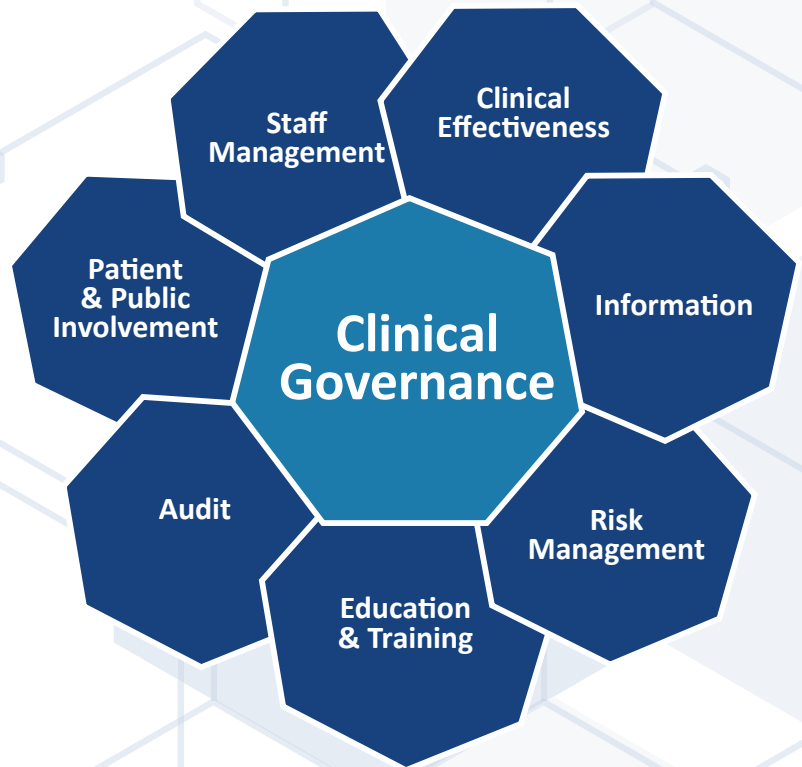 Clinical
Effectiveness
Staff
Management
Patient
& Public
Involvement
Information
Clinical
Governance
Audit
Risk
Management
Education
& Training